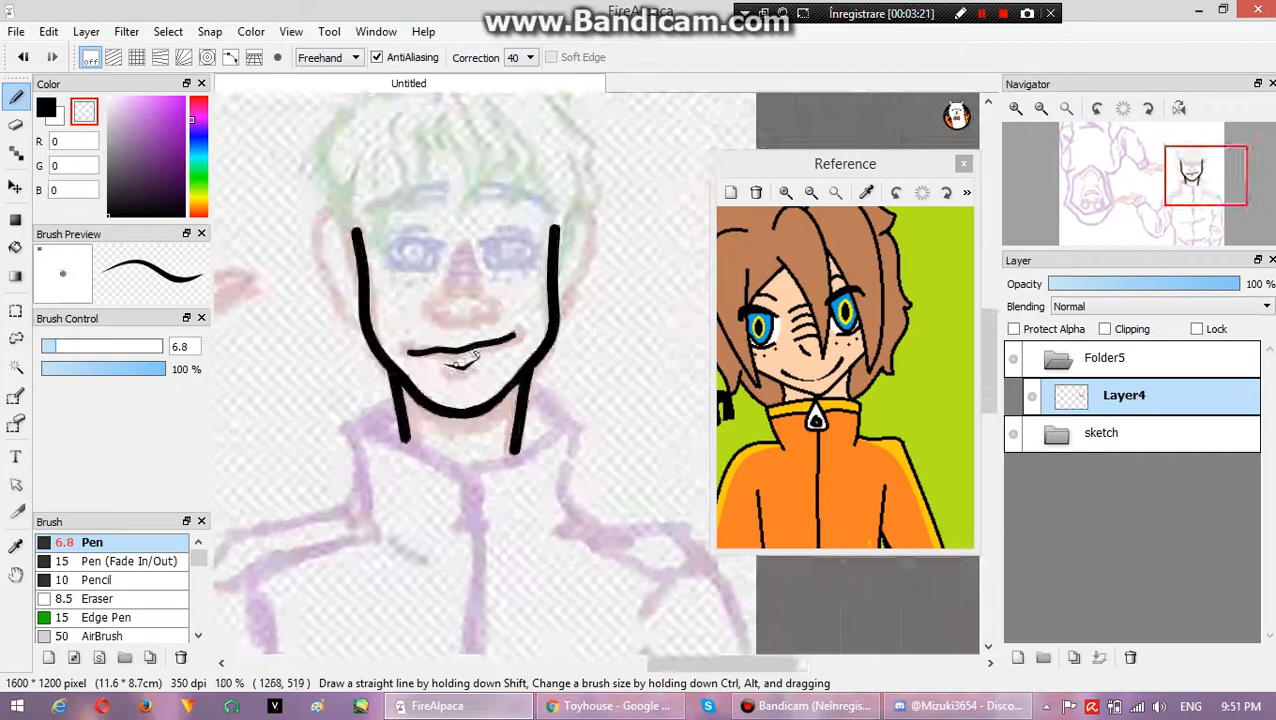 FireAlpaca
www.Bandicam.com
Înregistrare [00:03:21]
File Edit Layer Filter Select Snap Color View Tool Window Help
off Freehand AntiAliasing Correction 40 Soft Edge
Color
R 0
G 0
B 0
Brush Preview
*
Brush Control
6.8
100 %
Brush
6.8 Pen
15 Pen (Fade In/Out)
10 Pencil
8.5 Eraser
15 Edge Pen
50 AirBrush
Untitled
Reference
Navigator
Layer
Opacity 100 %
Blending Normal
Protect Alpha Clipping Lock
Folder5
Layer4
sketch
1600 * 1200 pixel (11.6 * 8.7cm) 350 dpi 100 % ( 1268, 519 ) Draw a straight line by holding down Shift, Change a brush size by holding down Ctrl, Alt, and dragging
FireAlpaca
Toyhouse - Google ...
Bandicam (Neînregis...
@Mizuki3654 - Disco...
ENG
9:51 PM